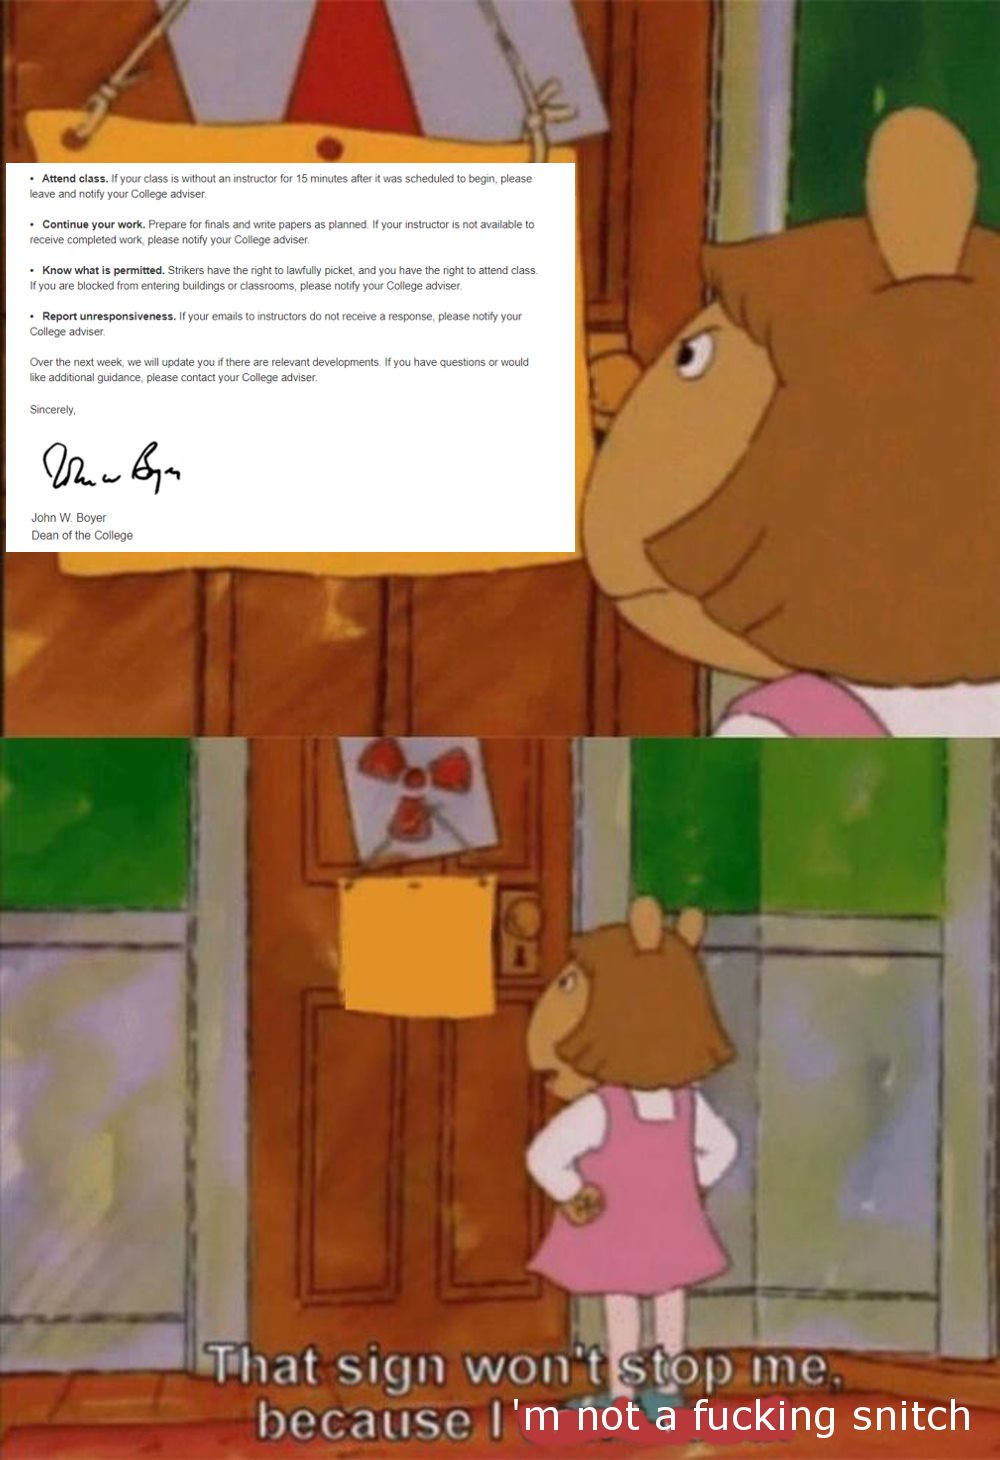 • Attend class. If your class is without an instructor for 15 minutes after it was scheduled to begin, please
leave and notify your College adviser.
• Continue your work. Prepare for finals and write papers as planned. If your instructor is not available to
receive completed work, please notify your College adviser.
• Know what is permitted. Strikers have the right to lawfully picket, and you have the right to attend class.
If you are blocked from entering buildings or classrooms, please notify your College adviser.
• Report unresponsiveness. If your emails to instructors do not receive a response, please notify your
College adviser.
Over the next week, we will update you if there are relevant developments. If you have questions or would
like additional guidance, please contact your College adviser.
Sincerely,
John W Boyer
John W. Boyer
Dean of the College
That sign won't stop me,
because I'm not a fucking snitch